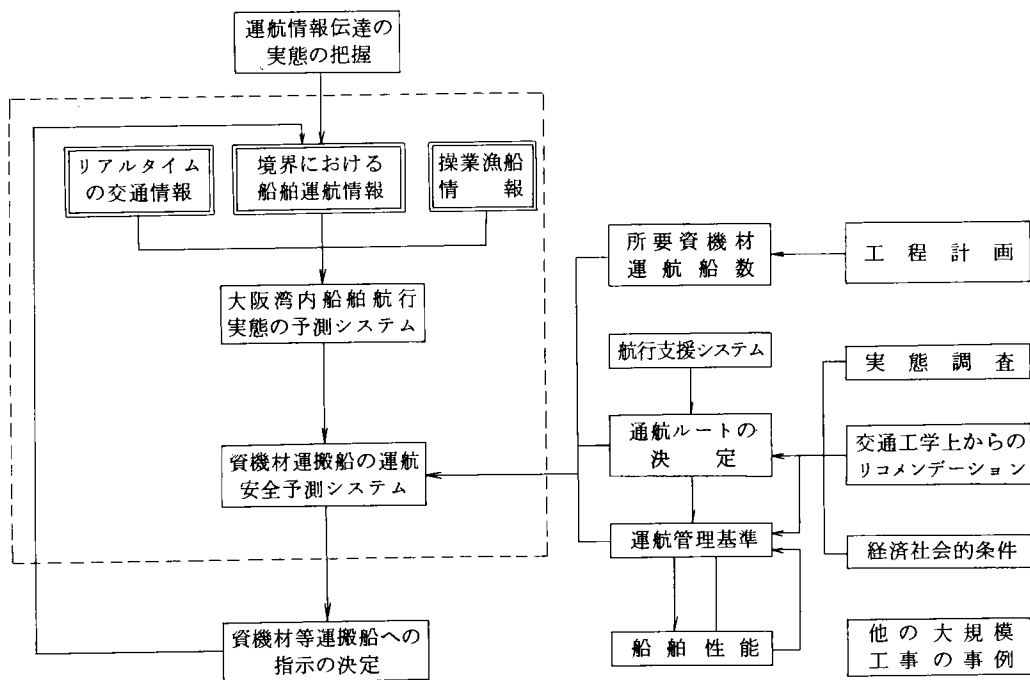 運航情報伝達の
実態の把握
リアルタイム
の交通情報
境界における
船舶運航情報
操業漁船
情報
大阪湾内船舶航行
実態の予測システム
資機材運搬船の運航
安全予測システム
資機材等運搬船への
指示の決定
所要資機材
運航船数
航行支援システム
通航ルートの
決定
運航管理基準
船舶性能
工程計画
実態調査
交通工学上からの
リコメンデーション
経済社会的条件
他の大規模
工事の事例